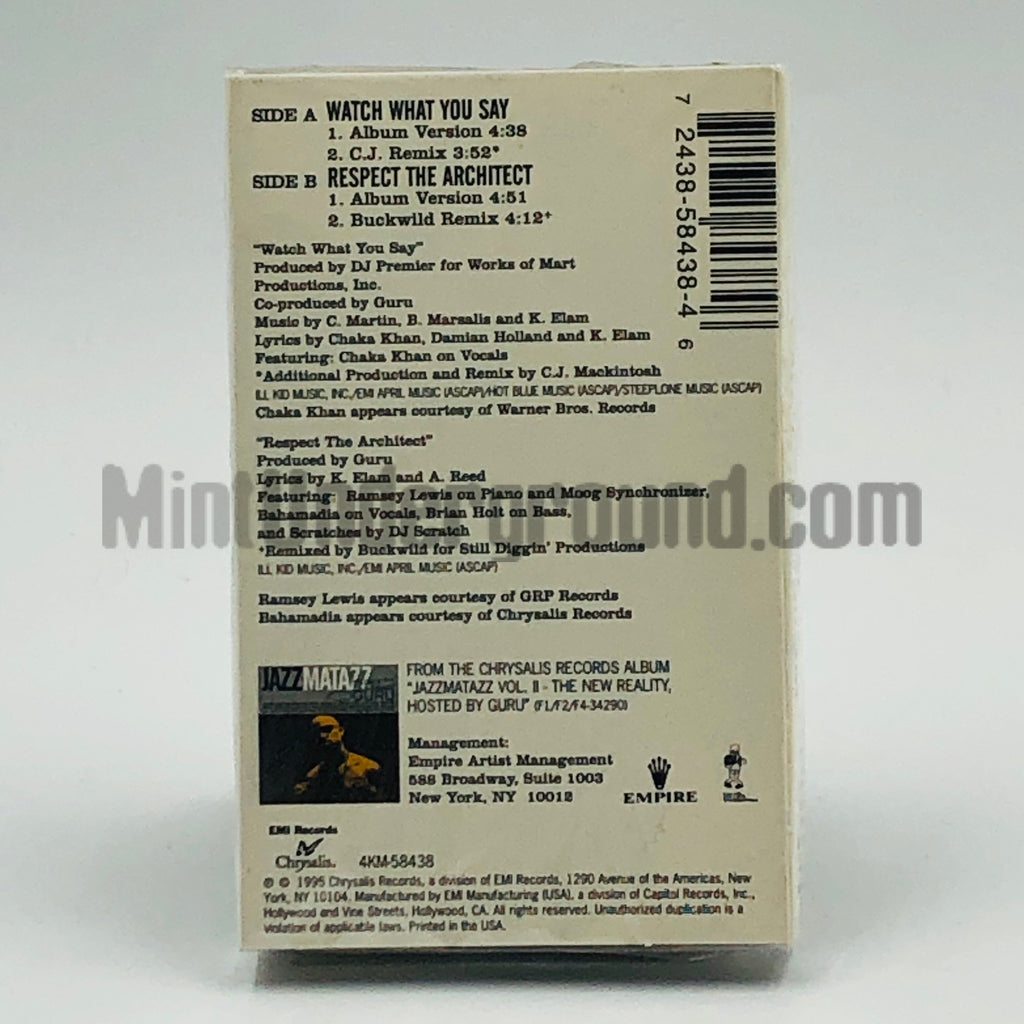 SIDE A WATCH WHAT YOU SAY
1. Album Version 4:38
2. C.J. Remix 3:52*
SIDE B RESPECT THE ARCHITECT
1. Album Version 4:51
2. Buckwild Remix 4:12+
7 2438-58438-4 6
"Watch What You Say"
Produced by DJ Premier for Works of Mart
Productions, Inc.
Co-produced by Guru
Music by C. Martin, B. Marsalis and K. Elam
Lyrics by Chaka Khan, Damian Holland and K. Elam
Featuring: Chaka Khan on Vocals
*Additional Production and Remix by C.J. Mackintosh
ILL KID MUSIC, INC./EMI APRIL MUSIC (ASCAP)/HOT BLUE MUSIC (ASCAP)/STEEPLONE MUSIC (ASCAP)
Chaka Khan appears courtesy of Warner Bros. Records
"Respect The Architect"
Produced by Guru
Lyrics by K. Elam and A. Reed
Featuring: Ramsey Lewis on Piano and Moog Synchronizer,
Bahamadia on Vocals, Brian Holt on Bass,
and Scratches by DJ Scratch
+Remixed by Buckwild for Still Diggin' Productions
ILL KID MUSIC, INC./EMI APRIL MUSIC (ASCAP)
MintUnderground.com
Ramsey Lewis appears courtesy of GRP Records
Bahamadia appears courtesy of Chrysalis Records
JAZZMATAZZ
GURU
FROM THE CHRYSALIS RECORDS ALBUM
"JAZZMATAZZ VOL. II - THE NEW REALITY,
HOSTED BY GURU" (F1/F2/F4-34290)
Management:
Empire Artist Management
588 Broadway, Suite 1003
New York, NY 10012
EMPIRE
EMI Records
Chrysalis. 4KM-58438
℗ © 1995 Chrysalis Records, a division of EMI Records, 1290 Avenue of the Americas, New
York, NY 10104. Manufactured by EMI Manufacturing (USA), a division of Capitol Records, Inc.,
Hollywood and Vine Streets, Hollywood, CA. All rights reserved. Unauthorized duplication is a
violation of applicable laws. Printed in the USA.